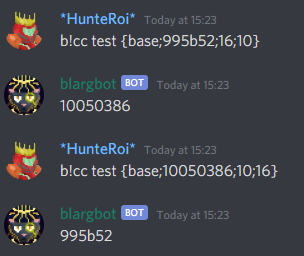 *HunteRoi* Today at 15:23
b!cc test {base;995b52;16;10}
blargbot BOT Today at 15:23
10050386
*HunteRoi* Today at 15:23
b!cc test {base;10050386;10;16}
blargbot BOT Today at 15:23
995b52